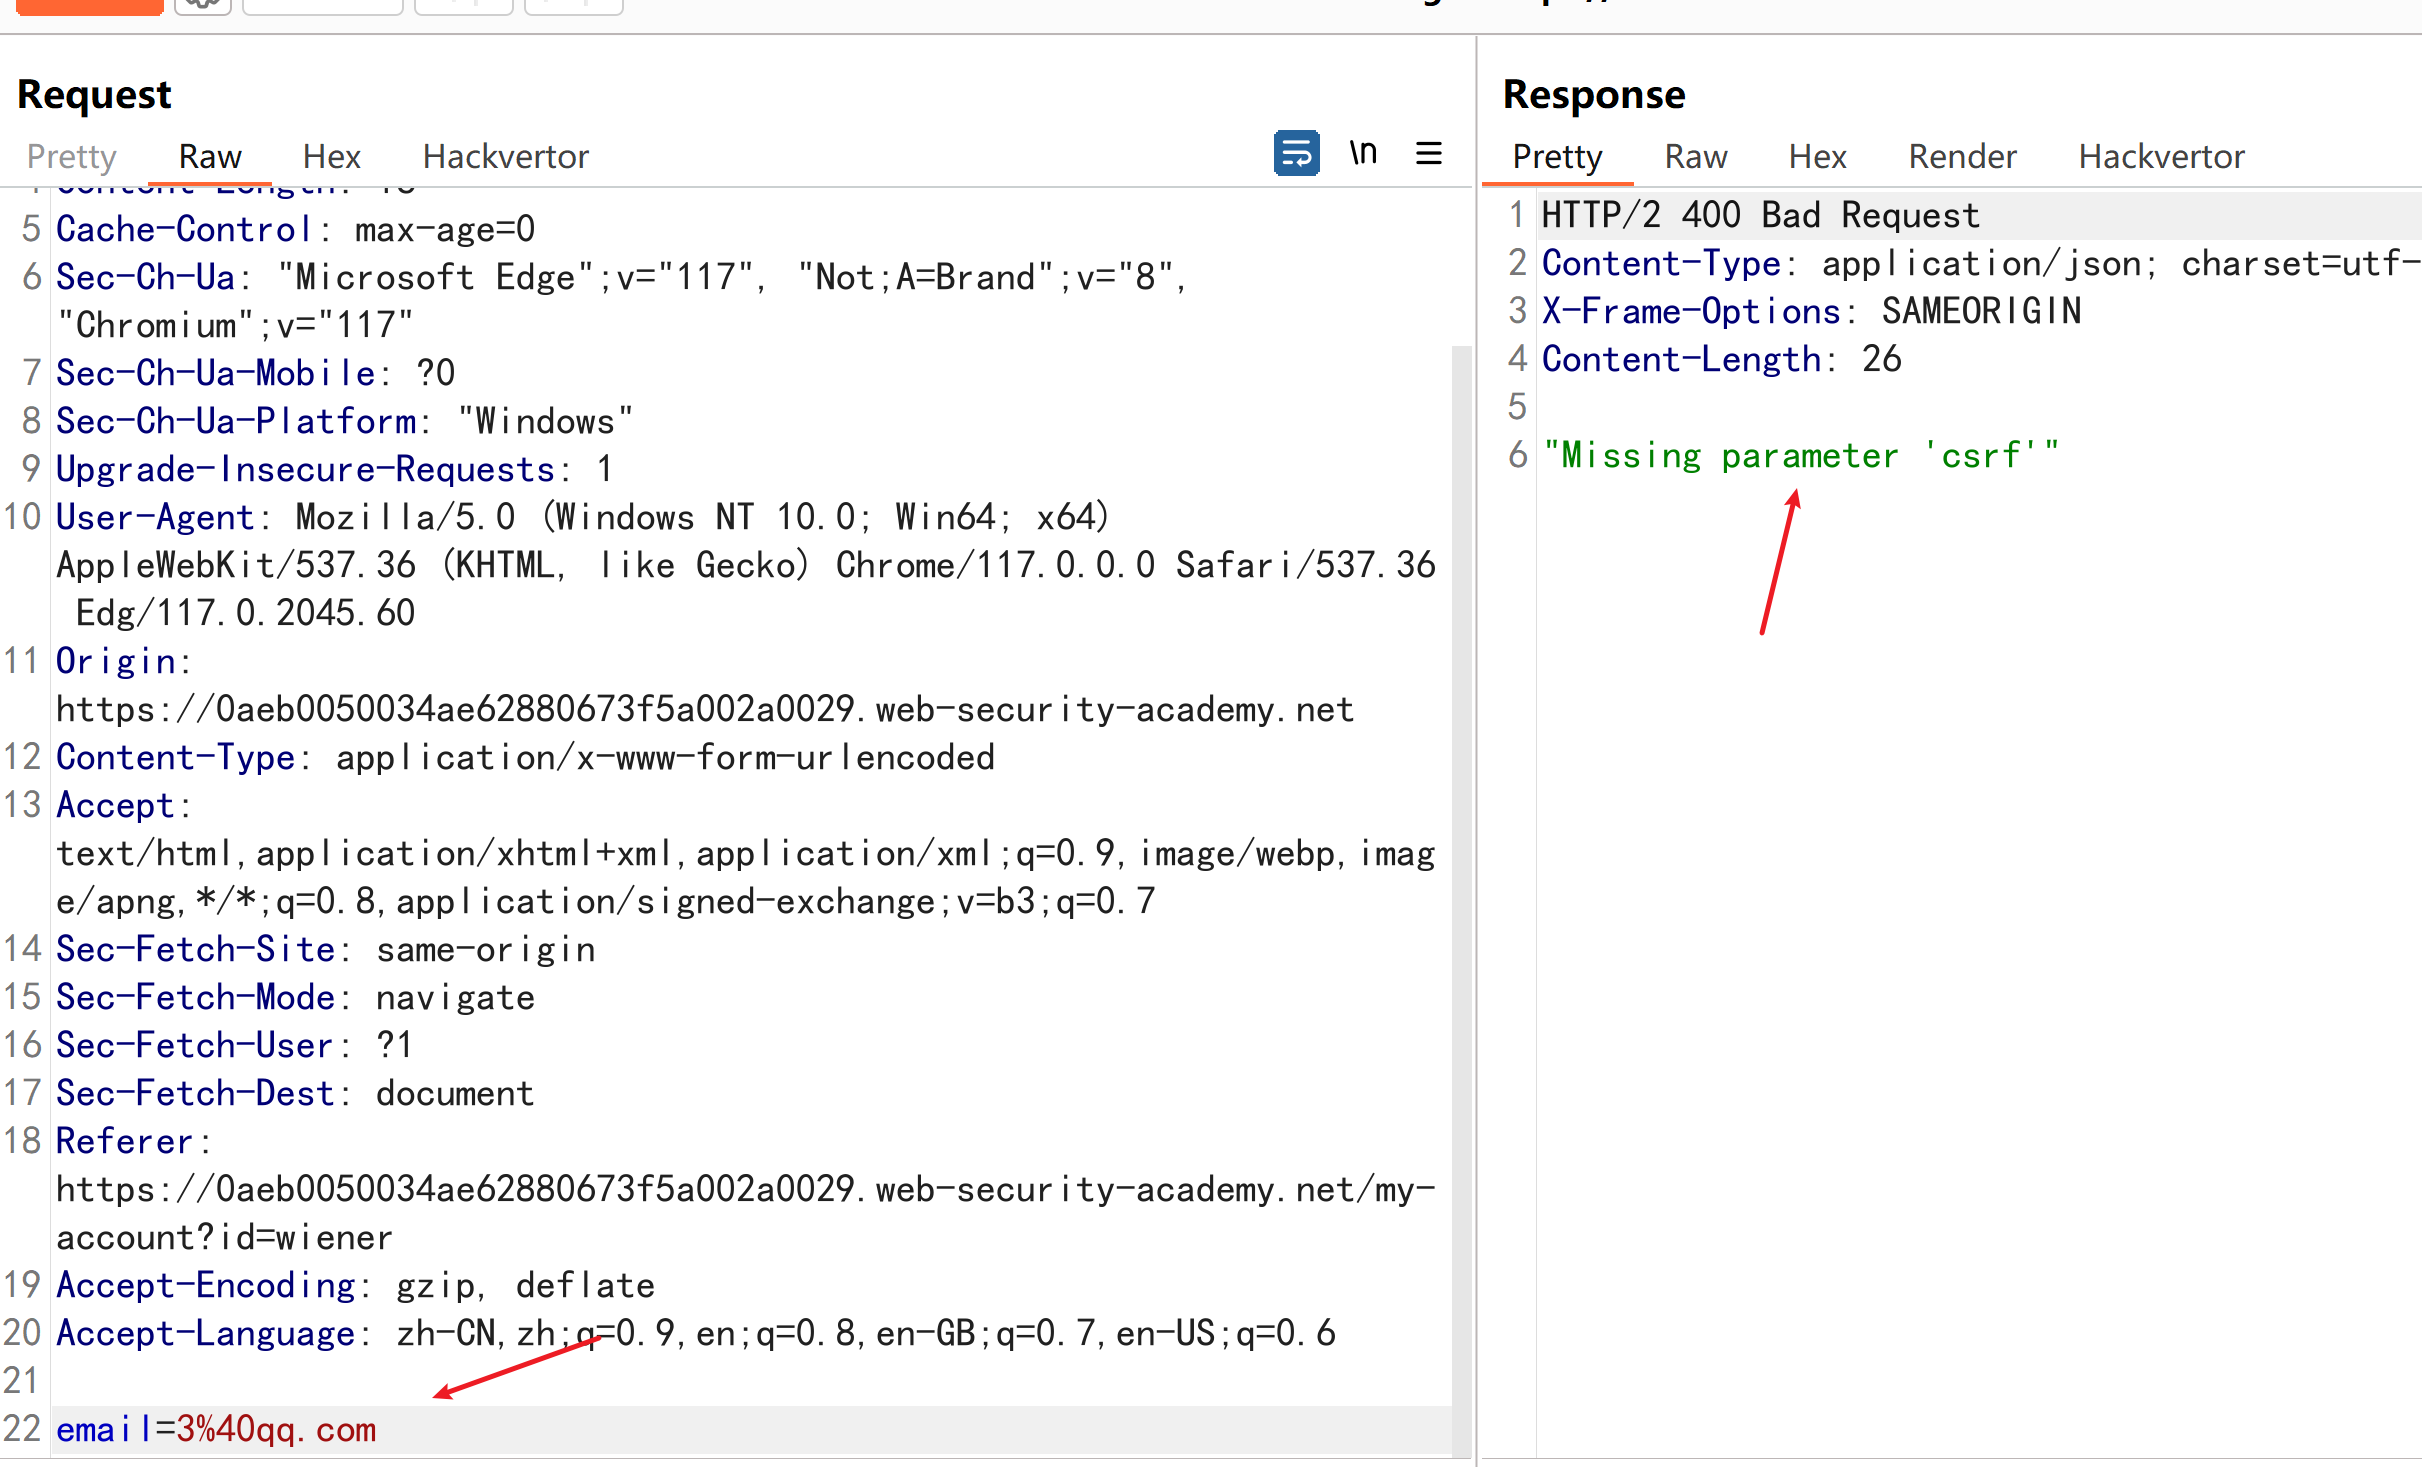 Request
Pretty Raw Hex Hackvertor \n
5 Cache-Control: max-age=0
6 Sec-Ch-Ua: "Microsoft Edge";v="117", "Not;A=Brand";v="8",
"Chromium";v="117"
7 Sec-Ch-Ua-Mobile: ?0
8 Sec-Ch-Ua-Platform: "Windows"
9 Upgrade-Insecure-Requests: 1
10 User-Agent: Mozilla/5.0 (Windows NT 10.0; Win64; x64)
AppleWebKit/537.36 (KHTML, like Gecko) Chrome/117.0.0.0 Safari/537.36
Edg/117.0.2045.60
11 Origin:
https://0aeb0050034ae62880673f5a002a0029.web-security-academy.net
12 Content-Type: application/x-www-form-urlencoded
13 Accept:
text/html,application/xhtml+xml,application/xml;q=0.9,image/webp,imag
e/apng,*/*;q=0.8,application/signed-exchange;v=b3;q=0.7
14 Sec-Fetch-Site: same-origin
15 Sec-Fetch-Mode: navigate
16 Sec-Fetch-User: ?1
17 Sec-Fetch-Dest: document
18 Referer:
https://0aeb0050034ae62880673f5a002a0029.web-security-academy.net/my-
account?id=wiener
19 Accept-Encoding: gzip, deflate
20 Accept-Language: zh-CN,zh;q=0.9,en;q=0.8,en-GB;q=0.7,en-US;q=0.6
21
22 email=3%40qq.com
Response
Pretty Raw Hex Render Hackvertor
1 HTTP/2 400 Bad Request
2 Content-Type: application/json; charset=utf-
3 X-Frame-Options: SAMEORIGIN
4 Content-Length: 26
5
6 "Missing parameter 'csrf'"